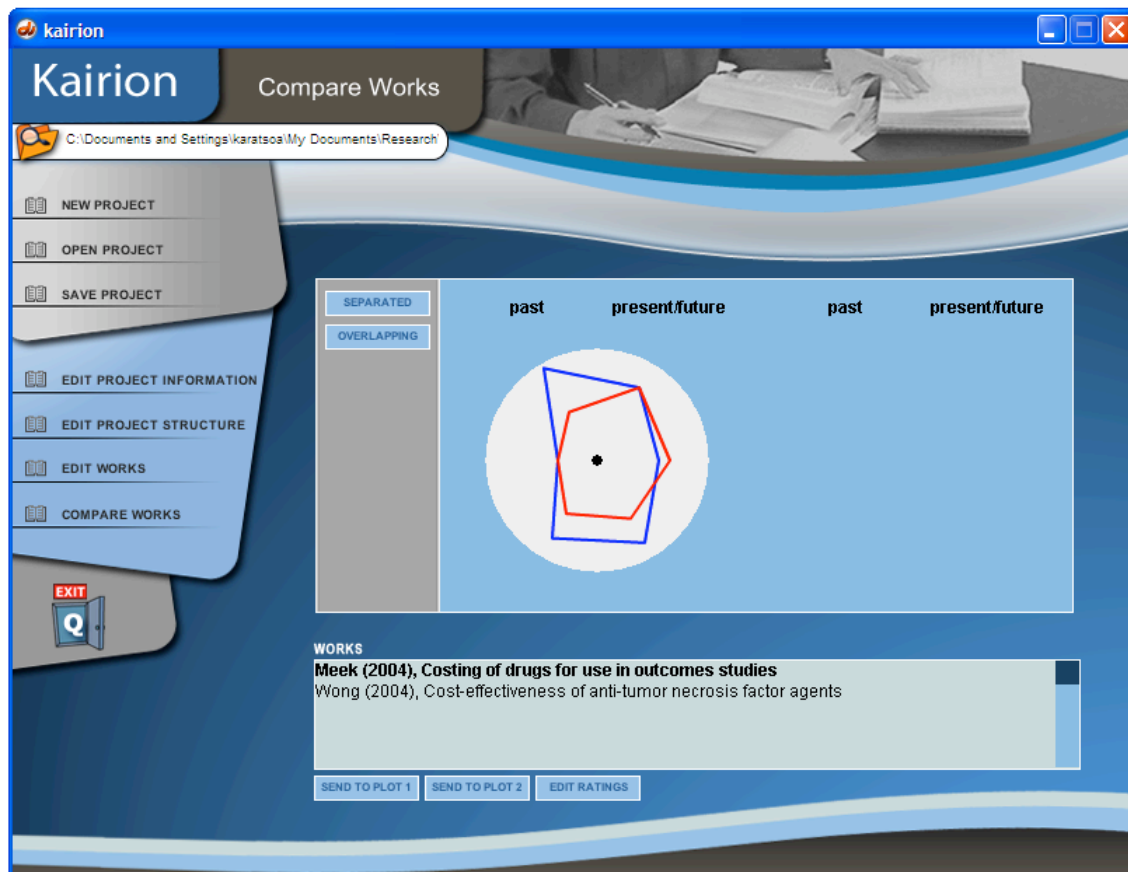 kairion
Kairion
Compare Works
C:\Documents and Settings\karatsoa\My Documents\Research\
NEW PROJECT
OPEN PROJECT
SAVE PROJECT
EDIT PROJECT INFORMATION
EDIT PROJECT STRUCTURE
EDIT WORKS
COMPARE WORKS
EXIT
Q
SEPARATED
OVERLAPPING
past present/future past present/future
WORKS
Meek (2004), Costing of drugs for use in outcomes studies
Wong (2004), Cost-effectiveness of anti-tumor necrosis factor agents
SEND TO PLOT 1 SEND TO PLOT 2 EDIT RATINGS